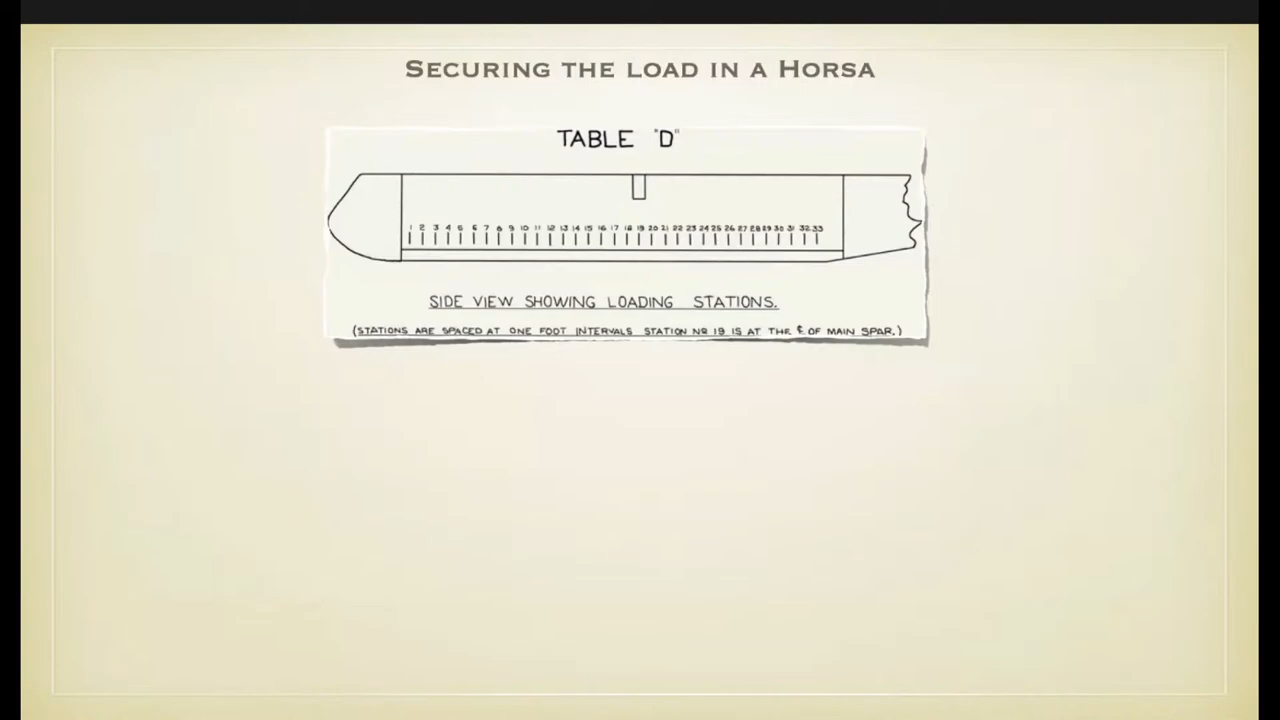 SECURING THE LOAD IN A HORSA
TABLE "D"
1 2 3 4 5 6 7 8 9 10 11 12 13 14 15 16 17 18 19 20 21 22 23 24 25 26 27 28 29 30 31 32 33
SIDE VIEW SHOWING LOADING STATIONS.
(STATIONS ARE SPACED AT ONE FOOT INTERVALS STATION NR 19 IS AT THE ℄ OF MAIN SPAR.)